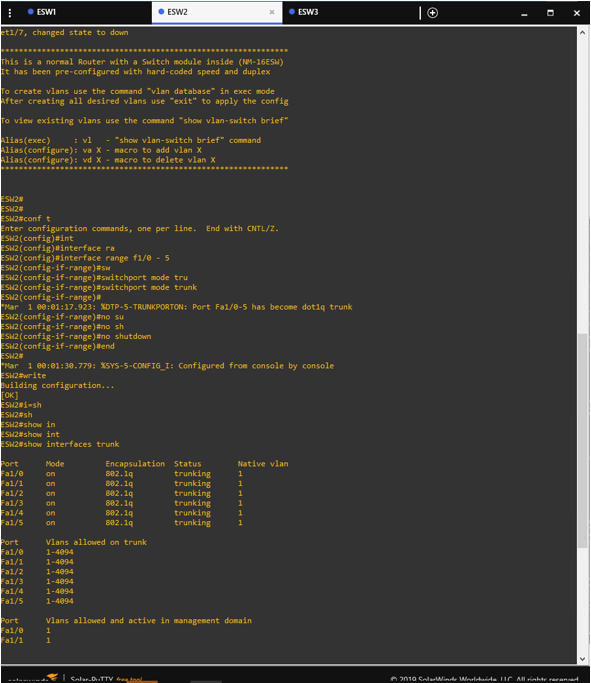 ESW1
ESW2
ESW3
et1/7, changed state to down
***************************************************************
This is a normal Router with a Switch module inside (NM-16ESW)
It has been pre-configured with hard-coded speed and duplex
To create vlans use the command "vlan database" in exec mode
After creating all desired vlans use "exit" to apply the config
To view existing vlans use the command "show vlan-switch brief"
Alias(exec)     : vl   - "show vlan-switch brief" command
Alias(configure): va X - macro to add vlan X
Alias(configure): vd X - macro to delete vlan X
***************************************************************
ESW2#
ESW2#
ESW2#conf t
Enter configuration commands, one per line.  End with CNTL/Z.
ESW2(config)#int
ESW2(config)#interface ra
ESW2(config)#interface range f1/0 - 5
ESW2(config-if-range)#sw
ESW2(config-if-range)#switchport mode tru
ESW2(config-if-range)#switchport mode trunk
ESW2(config-if-range)#
*Mar  1 00:01:17.923: %DTP-5-TRUNKPORTON: Port Fa1/0-5 has become dot1q trunk
ESW2(config-if-range)#no su
ESW2(config-if-range)#no sh
ESW2(config-if-range)#no shutdown
ESW2(config-if-range)#end
ESW2#
*Mar  1 00:01:30.779: %SYS-5-CONFIG_I: Configured from console by console
ESW2#write
Building configuration...
[OK]
ESW2#i=sh
ESW2#sh
ESW2#show in
ESW2#show int
ESW2#show interfaces trunk
Port      Mode         Encapsulation  Status        Native vlan
Fa1/0     on           802.1q         trunking      1
Fa1/1     on           802.1q         trunking      1
Fa1/2     on           802.1q         trunking      1
Fa1/3     on           802.1q         trunking      1
Fa1/4     on           802.1q         trunking      1
Fa1/5     on           802.1q         trunking      1
Port      Vlans allowed on trunk
Fa1/0     1-4094
Fa1/1     1-4094
Fa1/2     1-4094
Fa1/3     1-4094
Fa1/4     1-4094
Fa1/5     1-4094
Port      Vlans allowed and active in management domain
Fa1/0     1
Fa1/1     1
solarwinds | Solar-PuTTY free tool
© 2019 SolarWinds Worldwide, LLC. All rights reserved.